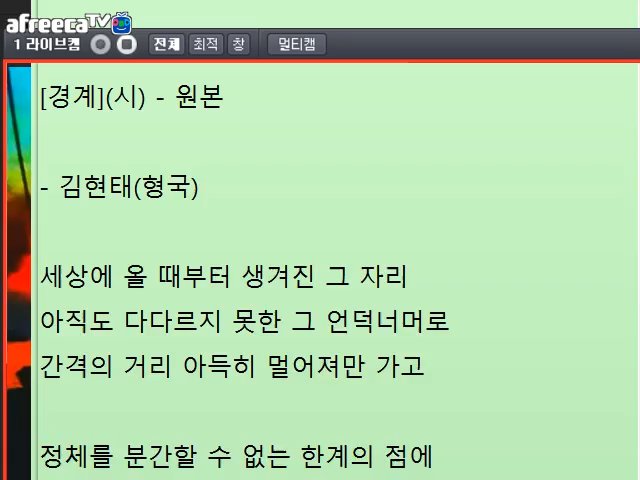 afreecaTV
1 라이브캠 전체 최적 창 멀티캠
[경계](시) - 원본
- 김현태(형국)
세상에 올 때부터 생겨진 그 자리
아직도 다다르지 못한 그 언덕너머로
간격의 거리 아득히 멀어져만 가고
정체를 분간할 수 없는 한계의 점에